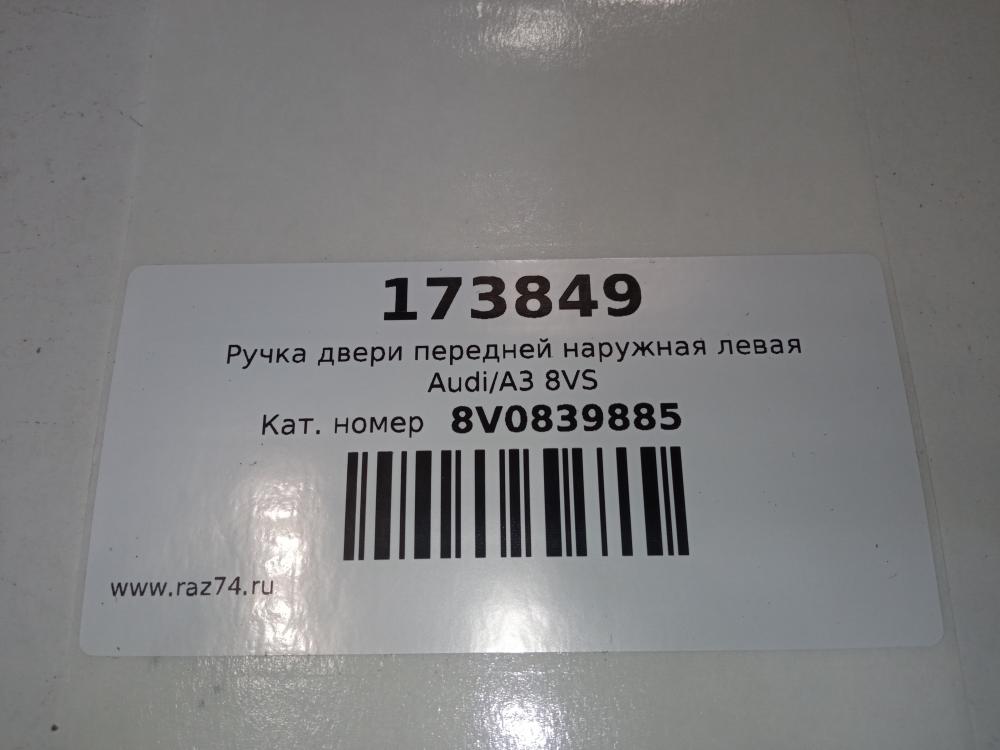 173849
Ручка двери передней наружная левая
Audi/A3 8VS
Кат. номер 8V0839885
www.raz74.ru